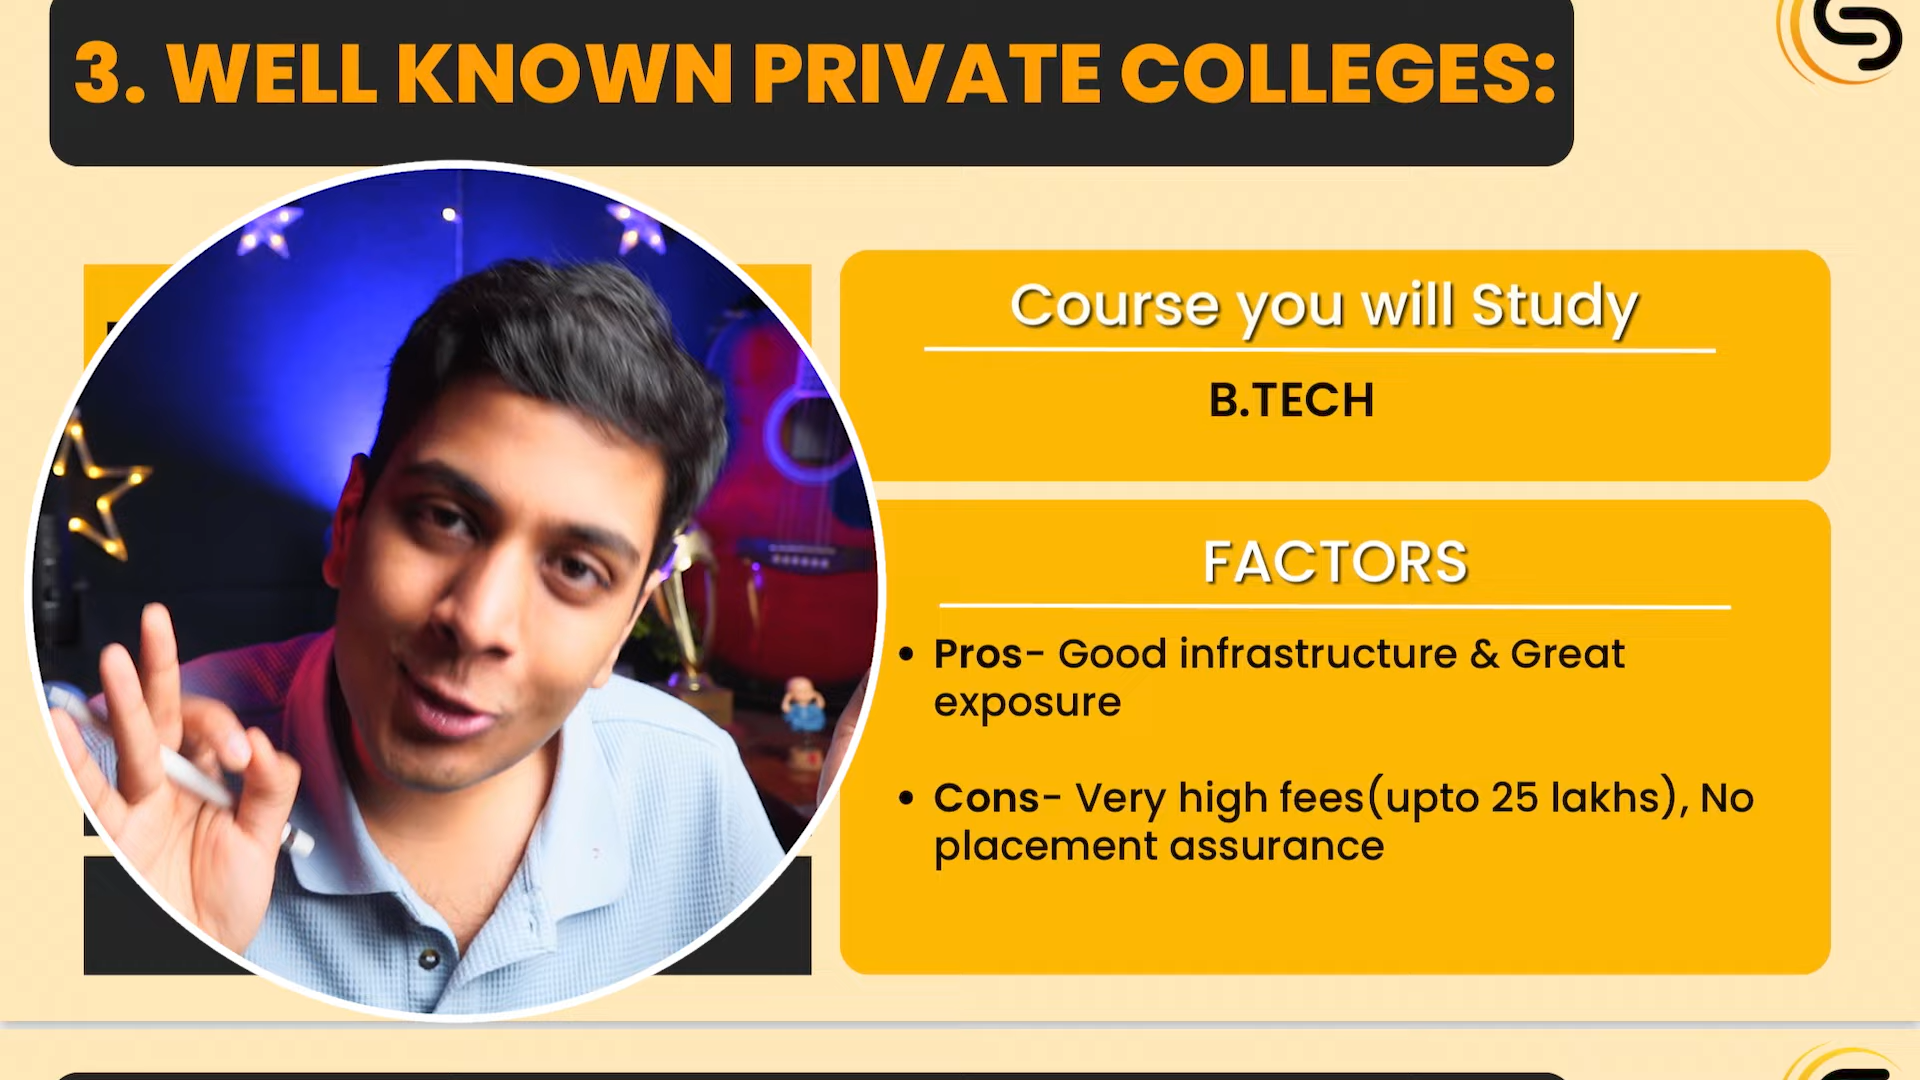 3. WELL KNOWN PRIVATE COLLEGES:
Course you will Study
B.TECH
FACTORS
• Pros- Good infrastructure & Great
exposure
• Cons- Very high fees(upto 25 lakhs), No
placement assurance